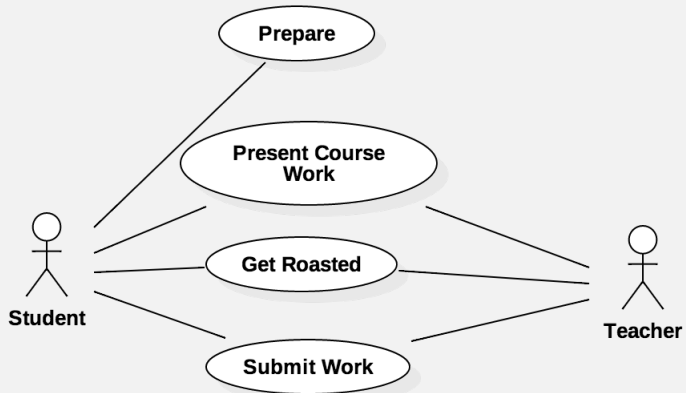 Prepare
Present Course
Work
Get Roasted
Student
Teacher
Submit Work